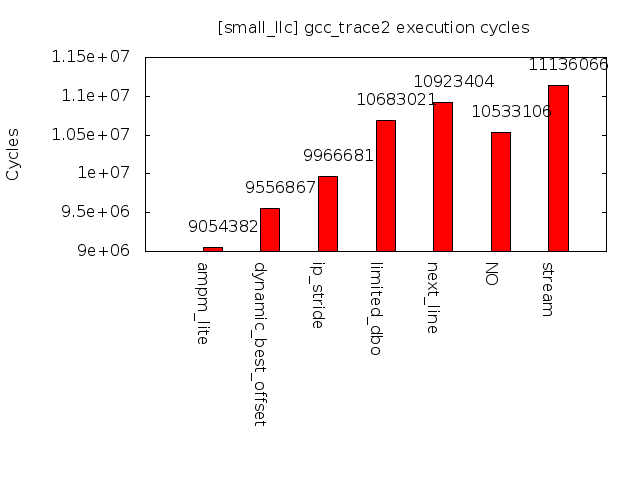 [small_llc] gcc_trace2 execution cycles
Cycles
1.15e+07
1.1e+07
1.05e+07
1e+07
9.5e+06
9e+06
9054382
9556867
9966681
10683021
10923404
10533106
11136066
ampm_lite
dynamic_best_offset
ip_stride
limited_dbo
next_line
NO
stream